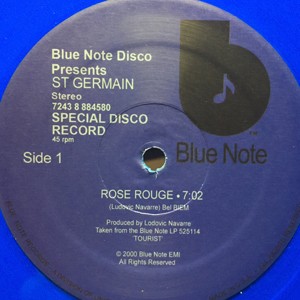 Blue Note Disco
Presents
ST GERMAIN
Stereo
7243 8 884580
SPECIAL DISCO
RECORD
45 rpm
Side 1
Blue Note
ROSE ROUGE • 7:02
(Ludovic Navarre) Bel BIEM
Produced by Lodovic Navarre
Taken from the Blue Note LP 525114
'TOURIST'
© 2000 Blue Note EMI
All Rights Reserved